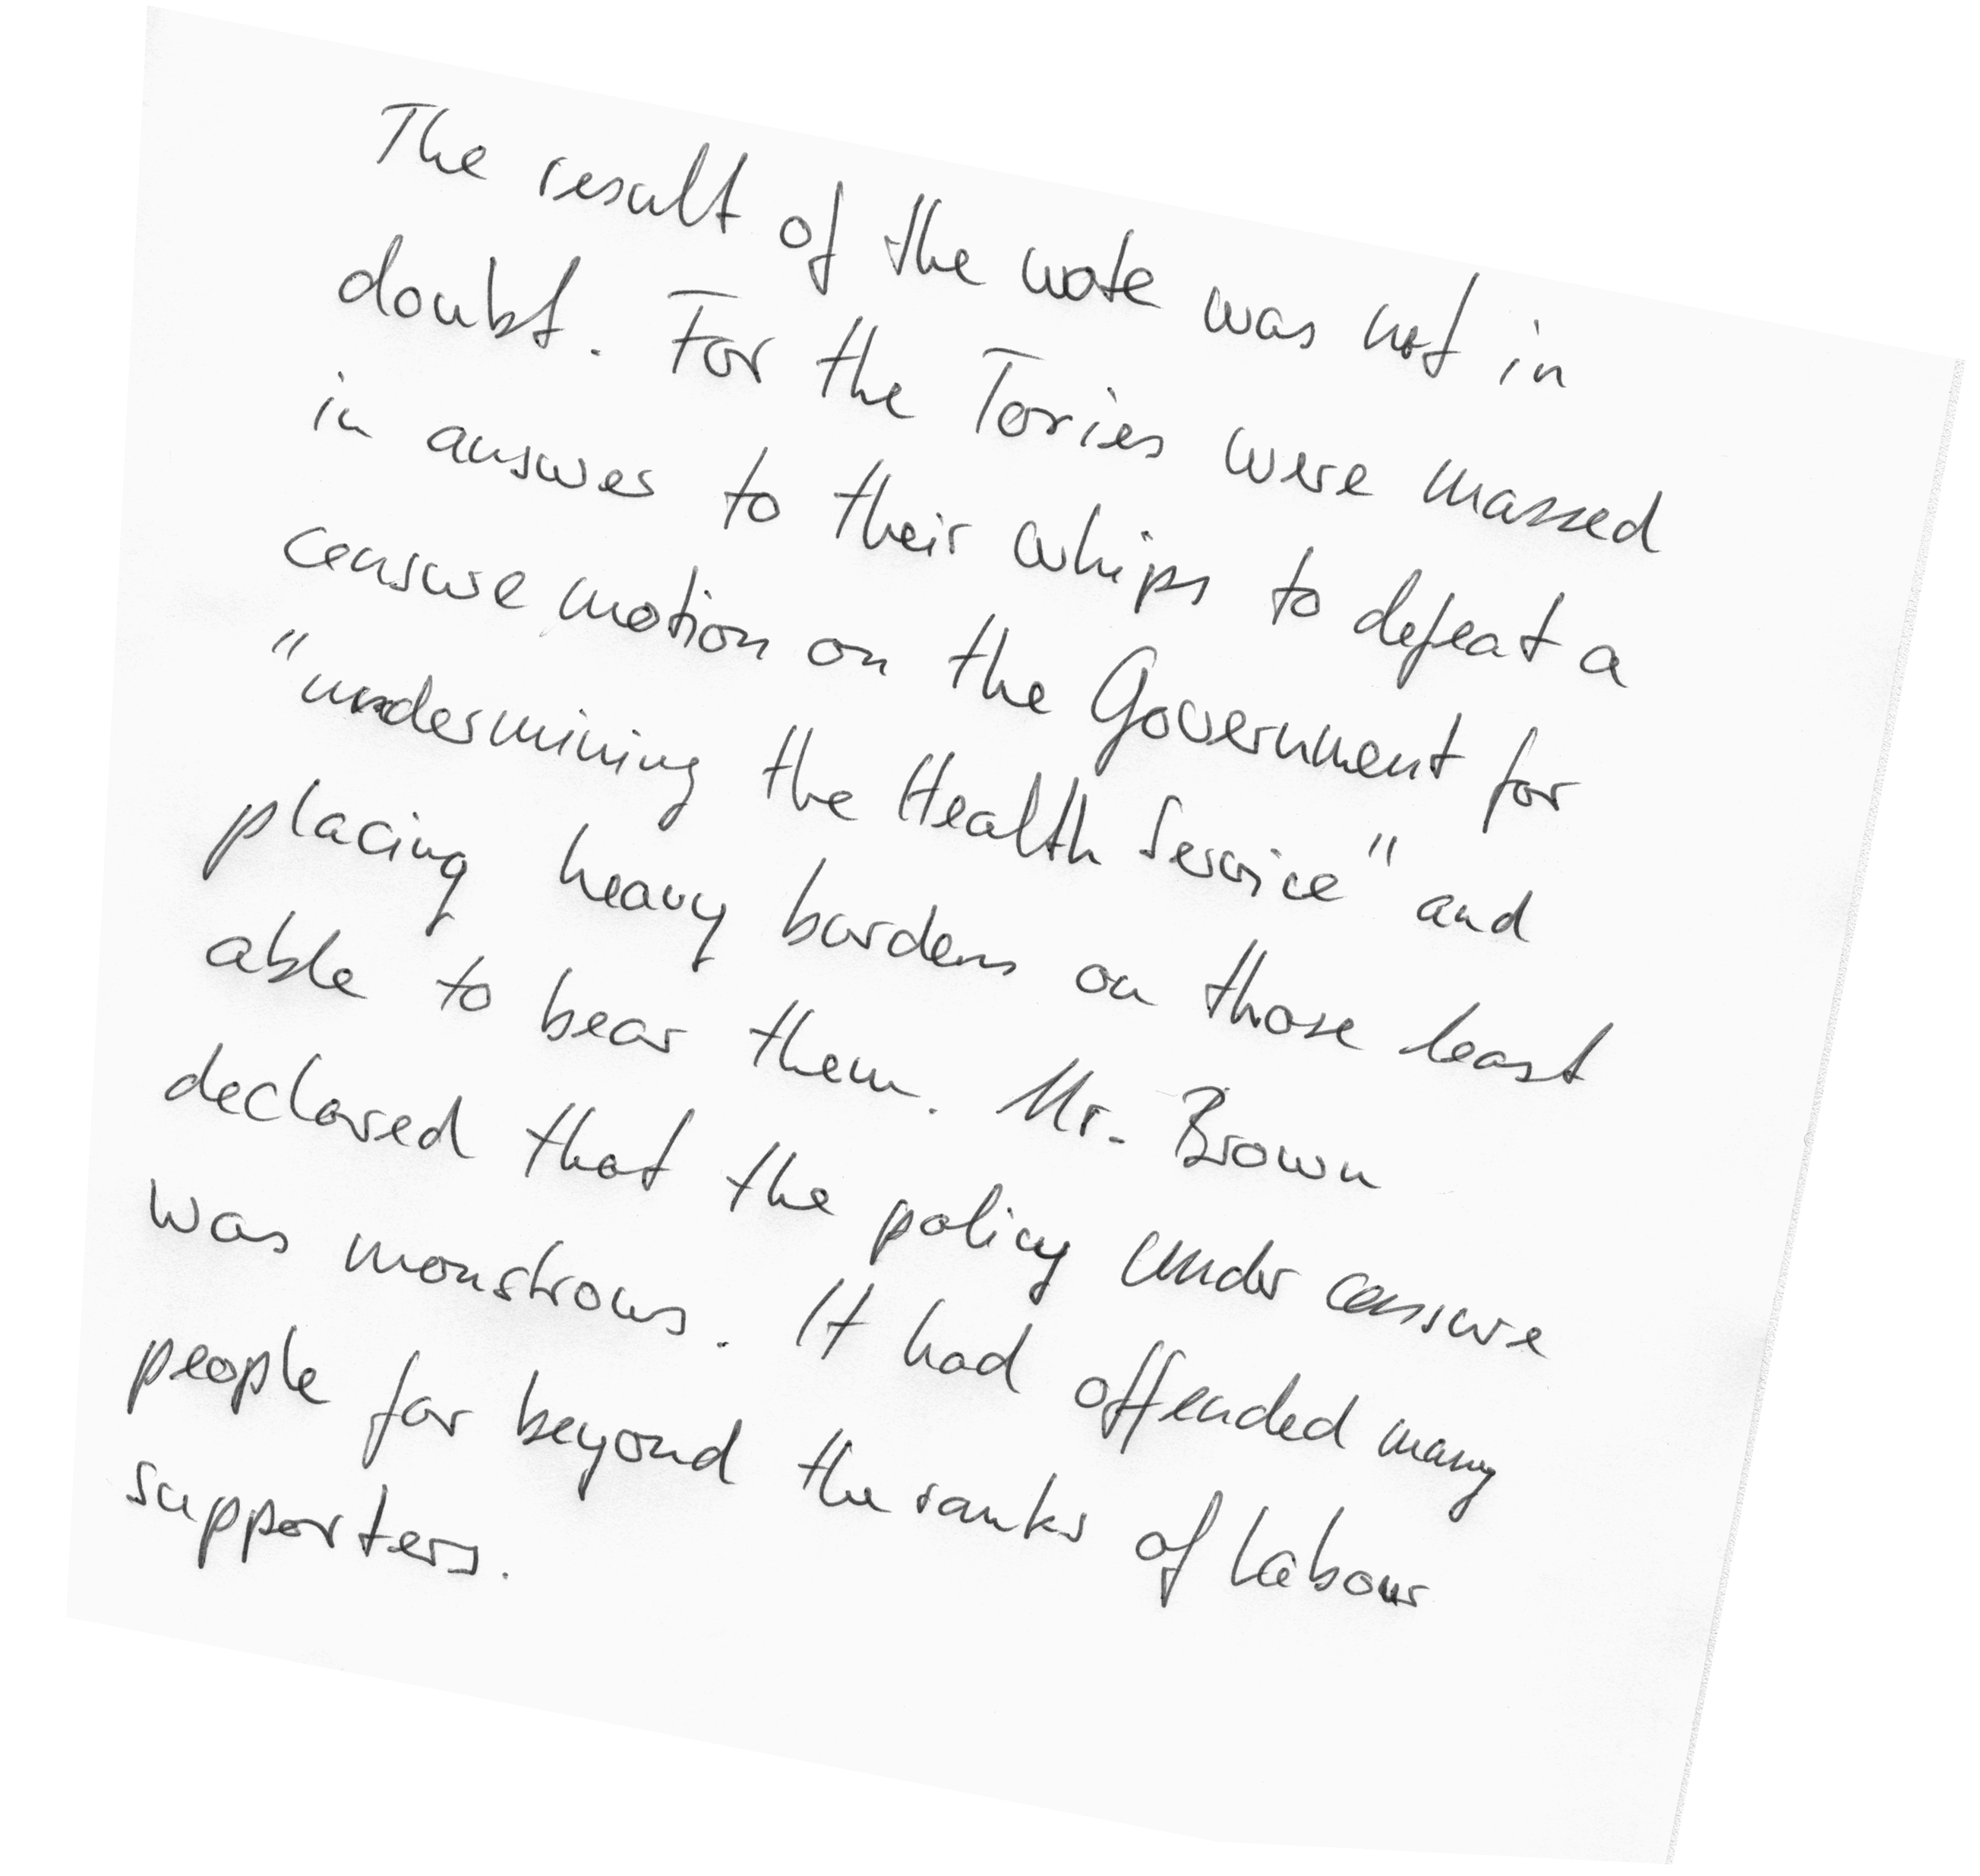 The result of the vote was not in
doubt. For the Tories were massed
in answer to their whips to defeat a
censure motion on the Government for
"undermining the Health Service" and
placing heavy burdens on those least
able to bear them. Mr. Brown
declared that the policy under censure
was monstrous. It had offended many
people far beyond the ranks of Labour
supporters.